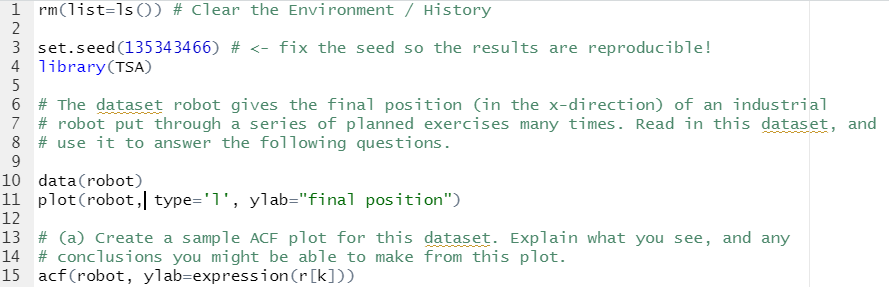 1 rm(list=ls()) # Clear the Environment / History
2
3 set.seed(135343466) # <- fix the seed so the results are reproducible!
4 library(TSA)
5
6 # The dataset robot gives the final position (in the x-direction) of an industrial
7 # robot put through a series of planned exercises many times. Read in this dataset, and
8 # use it to answer the following questions.
9
10 data(robot)
11 plot(robot, type='l', ylab="final position")
12
13 # (a) Create a sample ACF plot for this dataset. Explain what you see, and any
14 # conclusions you might be able to make from this plot.
15 acf(robot, ylab=expression(r[k]))